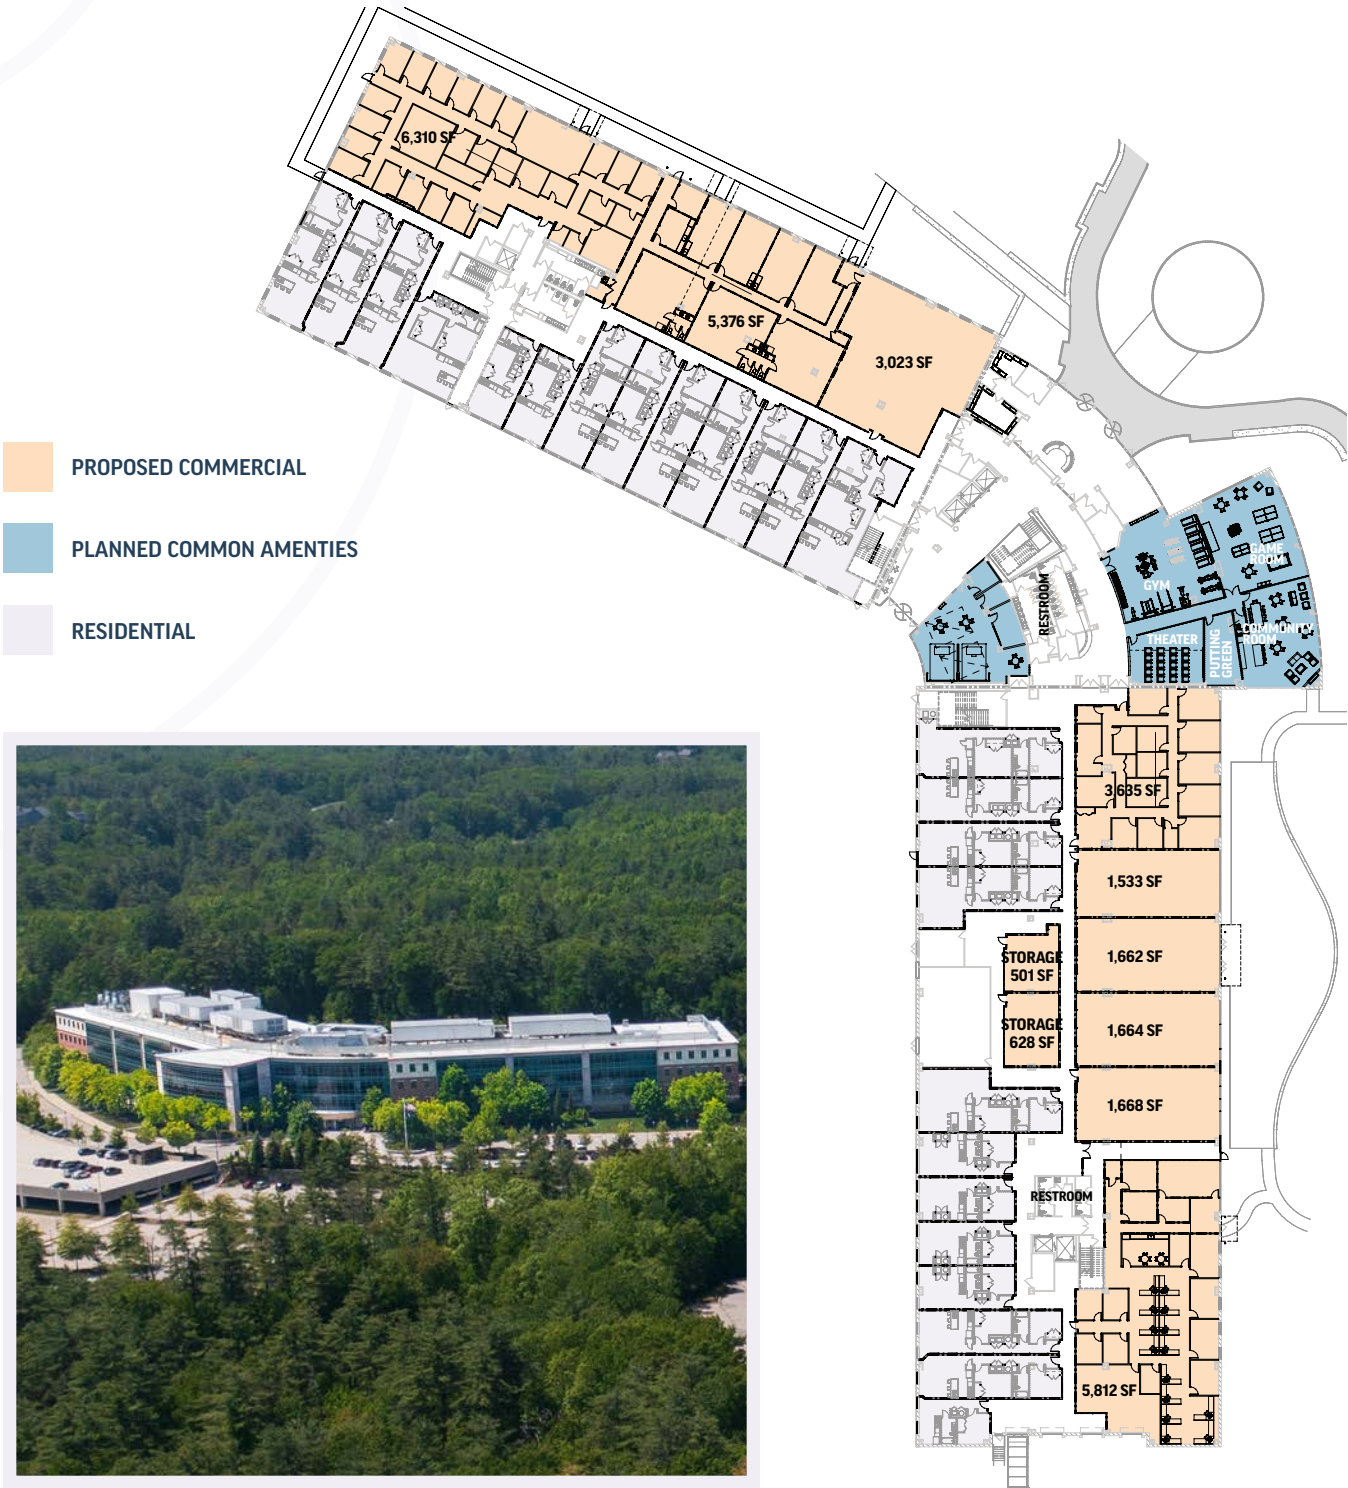 6,310 SF
5,376 SF
3,023 SF
PROPOSED COMMERCIAL
PLANNED COMMON AMENTIES
RESIDENTIAL
GAME
ROOM
GYM
RESTROOM
THEATER
PUTTING
GREEN
COMMUNITY
ROOM
3,635 SF
1,533 SF
STORAGE
501 SF
1,662 SF
STORAGE
628 SF
1,664 SF
1,668 SF
RESTROOM
5,812 SF